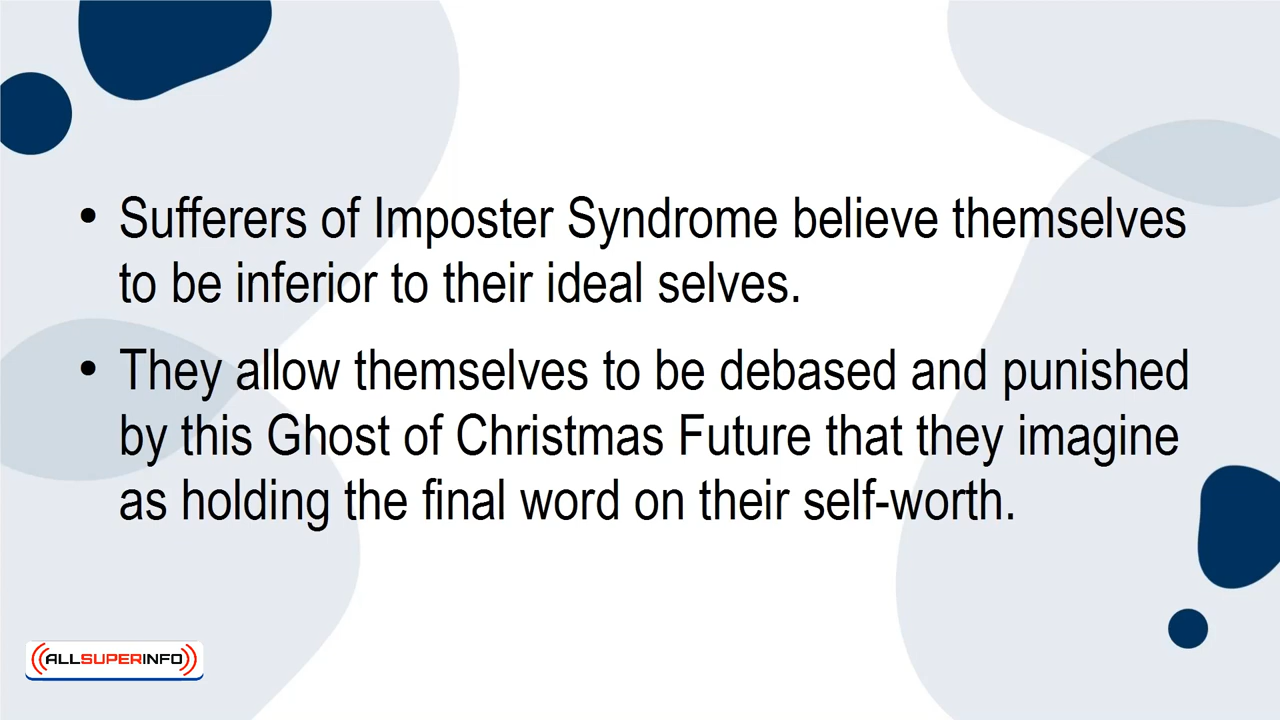 • Sufferers of Imposter Syndrome believe themselves
to be inferior to their ideal selves.
• They allow themselves to be debased and punished
by this Ghost of Christmas Future that they imagine
as holding the final word on their self-worth.
ALLSUPERINFO